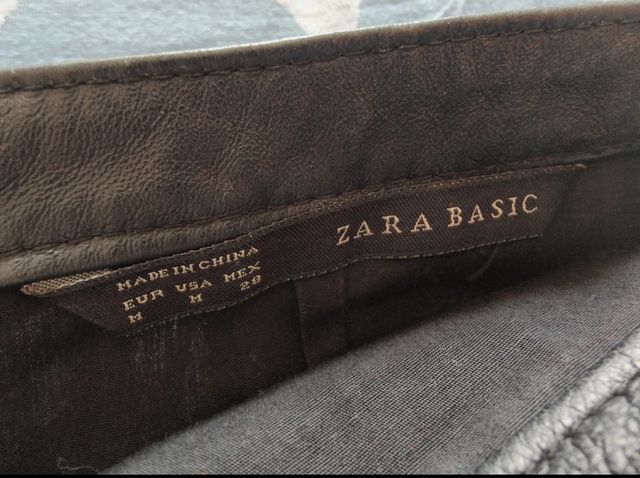 ZARA BASIC
MADE IN CHINA
EUR USA MEX
M M 28